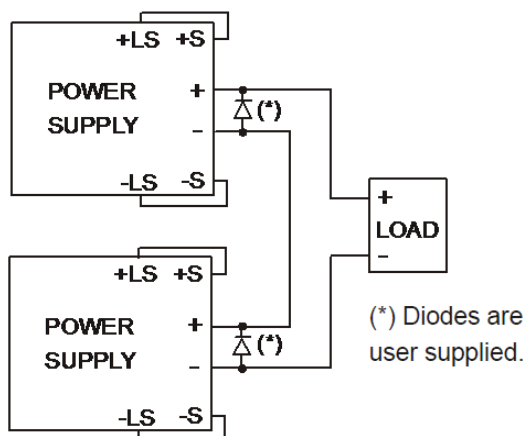 +LS +S
POWER
SUPPLY
+
(*)
-
-LS -S
+
LOAD
-
+LS +S
POWER
SUPPLY
+
(*)
-
-LS -S
(*) Diodes are
user supplied.